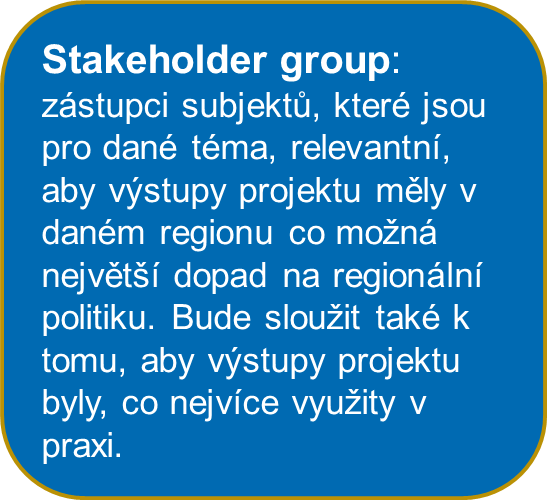 Stakeholder group:
zástupci subjektů, které jsou
pro dané téma, relevantní,
aby výstupy projektu měly v
daném regionu co možná
největší dopad na regionální
politiku. Bude sloužit také k
tomu, aby výstupy projektu
byly, co nejvíce využity v
praxi.